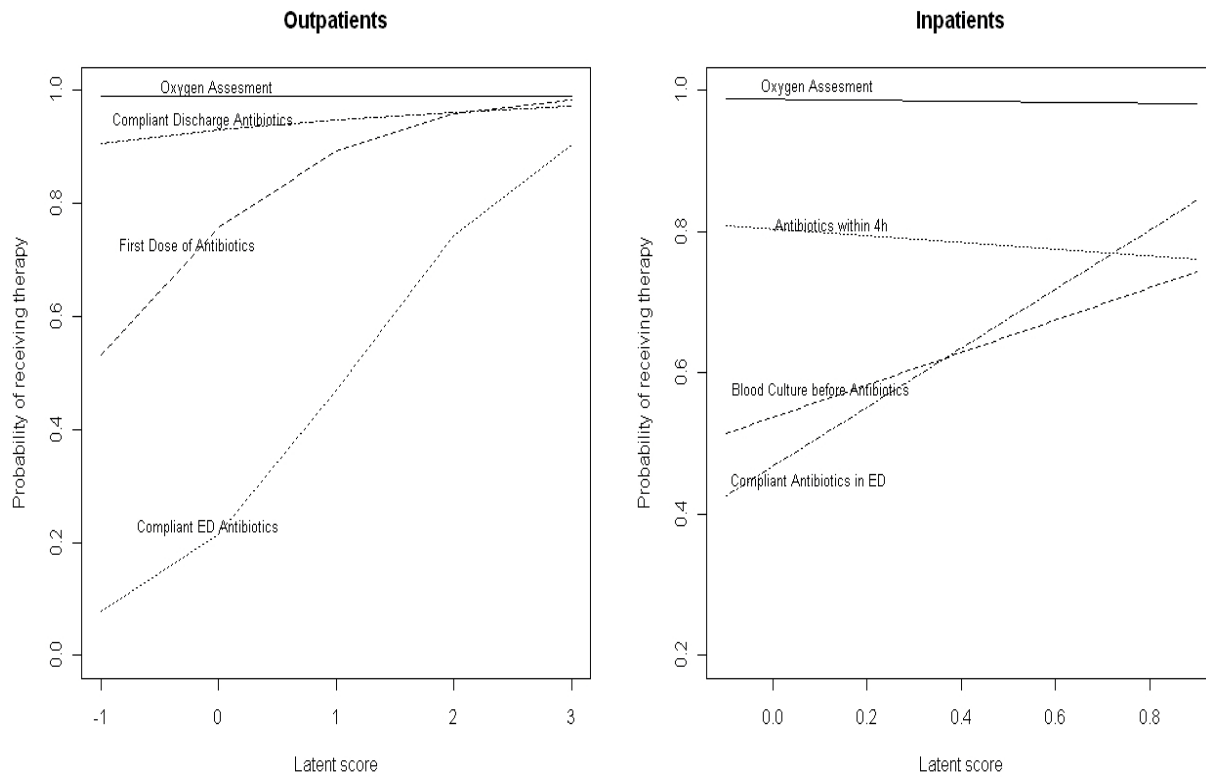 Outpatients
Probability of receiving therapy
1.0
0.8
0.6
0.4
0.2
0.0
Oxygen Assesment
Compliant Discharge Antibiotics
First Dose of Antibiotics
Compliant ED Antibiotics
-1 0 1 2 3
Latent score
Inpatients
Probability of receiving therapy
1.0
0.8
0.6
0.4
0.2
Oxygen Assesment
Antibiotics within 4h
Blood Culture before Antibiotics
Compliant Antibiotics in ED
0.0 0.2 0.4 0.6 0.8
Latent score